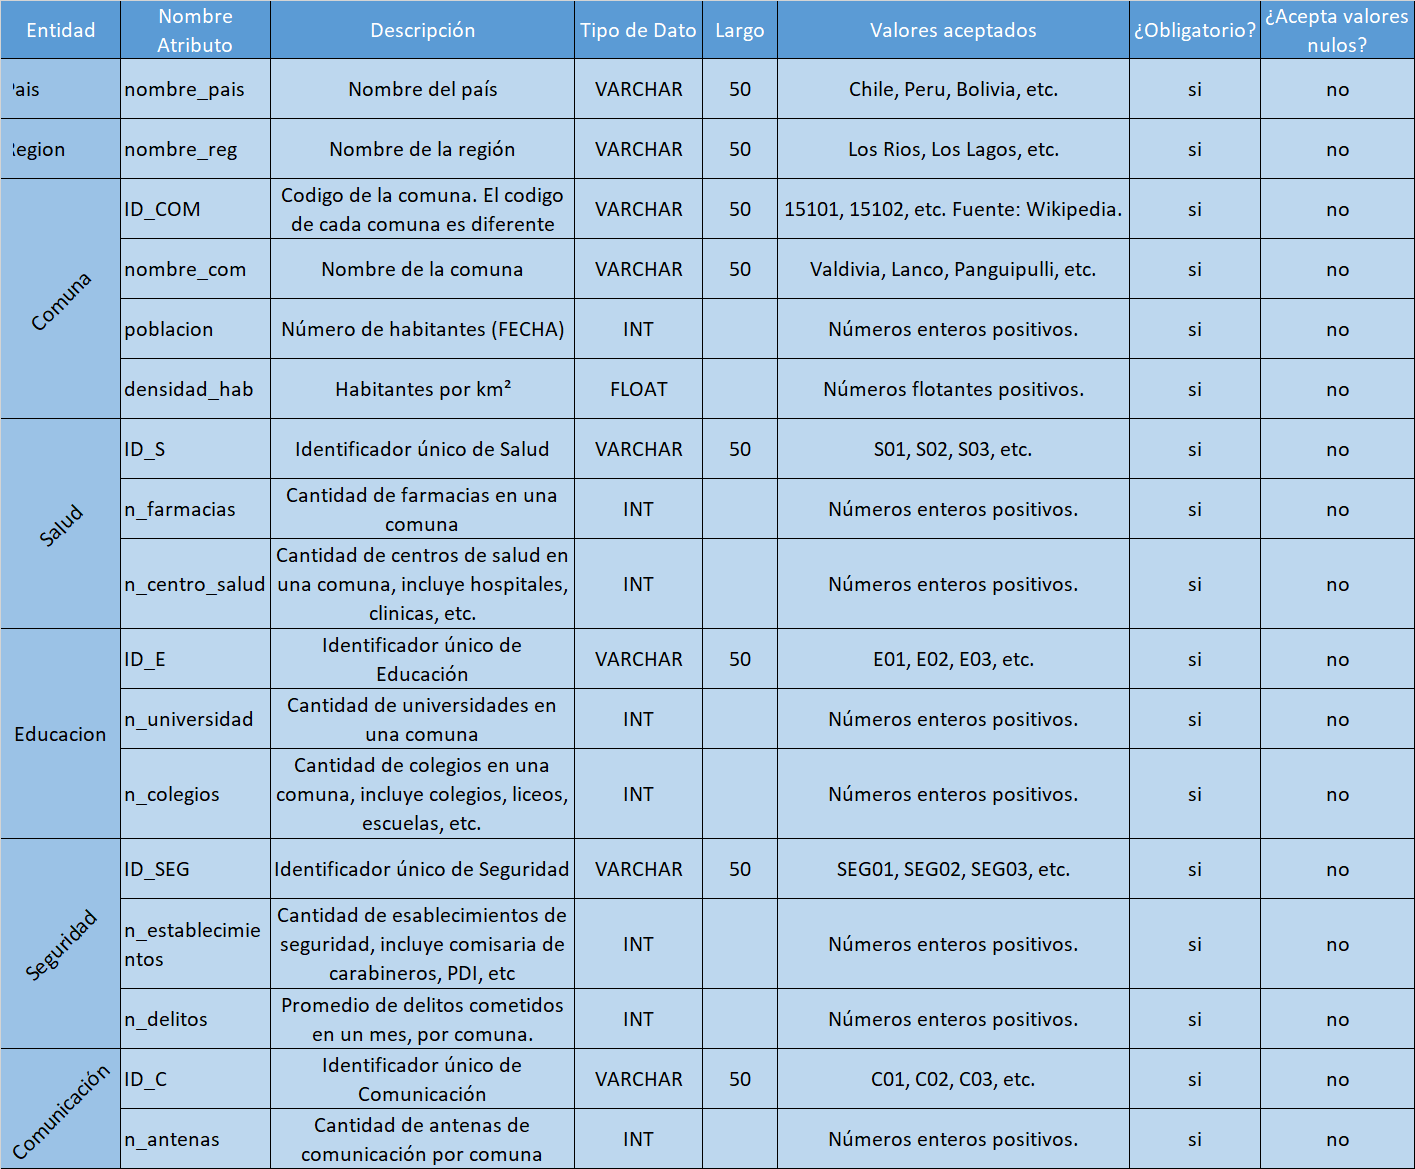 Entidad
Nombre
Atributo
Descripción
Tipo de Dato
Largo
Valores aceptados
¿Obligatorio?
¿Acepta valores
nulos?
Pais
nombre_pais
Nombre del país
VARCHAR
50
Chile, Peru, Bolivia, etc.
si
no
Region
nombre_reg
Nombre de la región
VARCHAR
50
Los Rios, Los Lagos, etc.
si
no
Comuna
ID_COM
Codigo de la comuna. El codigo
de cada comuna es diferente
VARCHAR
50
15101, 15102, etc. Fuente: Wikipedia.
si
no
nombre_com
Nombre de la comuna
VARCHAR
50
Valdivia, Lanco, Panguipulli, etc.
si
no
poblacion
Número de habitantes (FECHA)
INT
Números enteros positivos.
si
no
densidad_hab
Habitantes por km²
FLOAT
Números flotantes positivos.
si
no
Salud
ID_S
Identificador único de Salud
VARCHAR
50
S01, S02, S03, etc.
si
no
n_farmacias
Cantidad de farmacias en una
comuna
INT
Números enteros positivos.
si
no
n_centro_salud
Cantidad de centros de salud en
una comuna, incluye hospitales,
clinicas, etc.
INT
Números enteros positivos.
si
no
Educacion
ID_E
Identificador único de
Educación
VARCHAR
50
E01, E02, E03, etc.
si
no
n_universidad
Cantidad de universidades en
una comuna
INT
Números enteros positivos.
si
no
n_colegios
Cantidad de colegios en una
comuna, incluye colegios, liceos,
escuelas, etc.
INT
Números enteros positivos.
si
no
Seguridad
ID_SEG
Identificador único de Seguridad
VARCHAR
50
SEG01, SEG02, SEG03, etc.
si
no
n_establecimie
ntos
Cantidad de esablecimientos de
seguridad, incluye comisaria de
carabineros, PDI, etc
INT
Números enteros positivos.
si
no
n_delitos
Promedio de delitos cometidos
en un mes, por comuna.
INT
Números enteros positivos.
si
no
Comunicación
ID_C
Identificador único de
Comunicación
VARCHAR
50
C01, C02, C03, etc.
si
no
n_antenas
Cantidad de antenas de
comunicación por comuna
INT
Números enteros positivos.
si
no